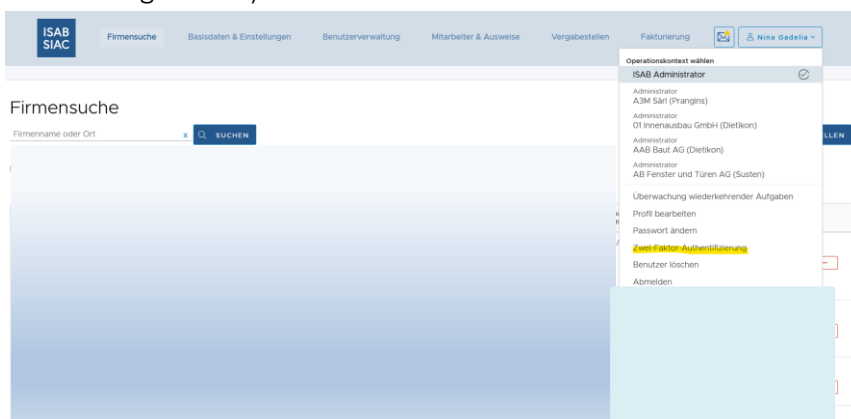 ISAB
SIAC
Firmensuche
Basisdaten & Einstellungen
Benutzerverwaltung
Mitarbeiter & Ausweise
Vergabestellen
Fakturierung
Nina Gadelia
Operationskontext wählen
ISAB Administrator
Administrator
A3M Sàrl (Prangins)
Administrator
01 Innenausbau GmbH (Dietikon)
Administrator
AAB Baut AG (Dietikon)
Administrator
AB Fenster und Türen AG (Susten)
Überwachung wiederkehrender Aufgaben
Profil bearbeiten
Passwort ändern
Zwei-Faktor-Authentifizierung
Benutzer löschen
Abmelden
Firmensuche
Firmenname oder Ort
x
SUCHEN
LLEN